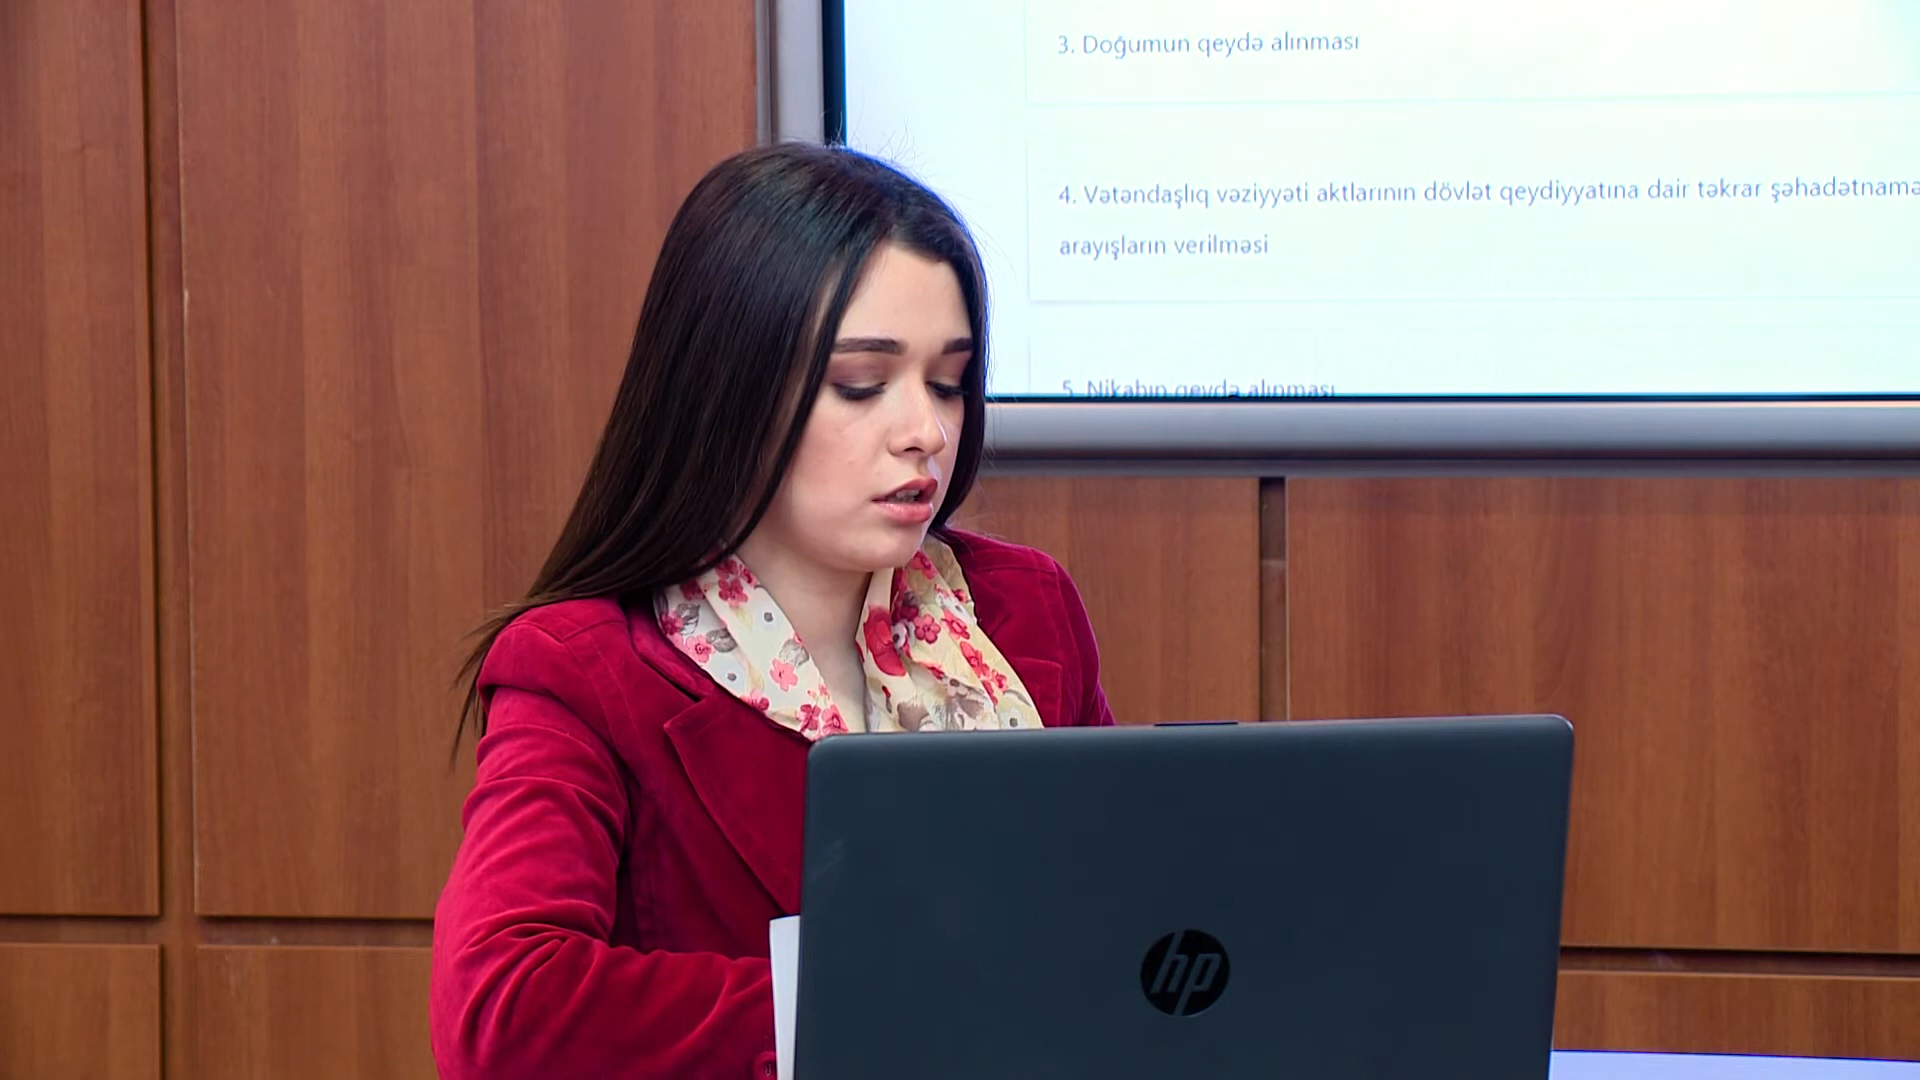 3. Doğumun qeydə alınması
4. Vətəndaşlıq vəziyyəti aktlarının dövlət qeydiyyatına dair təkrar şəhadətnamə
arayışların verilməsi
5. Nikahın qeydə alınması
hp